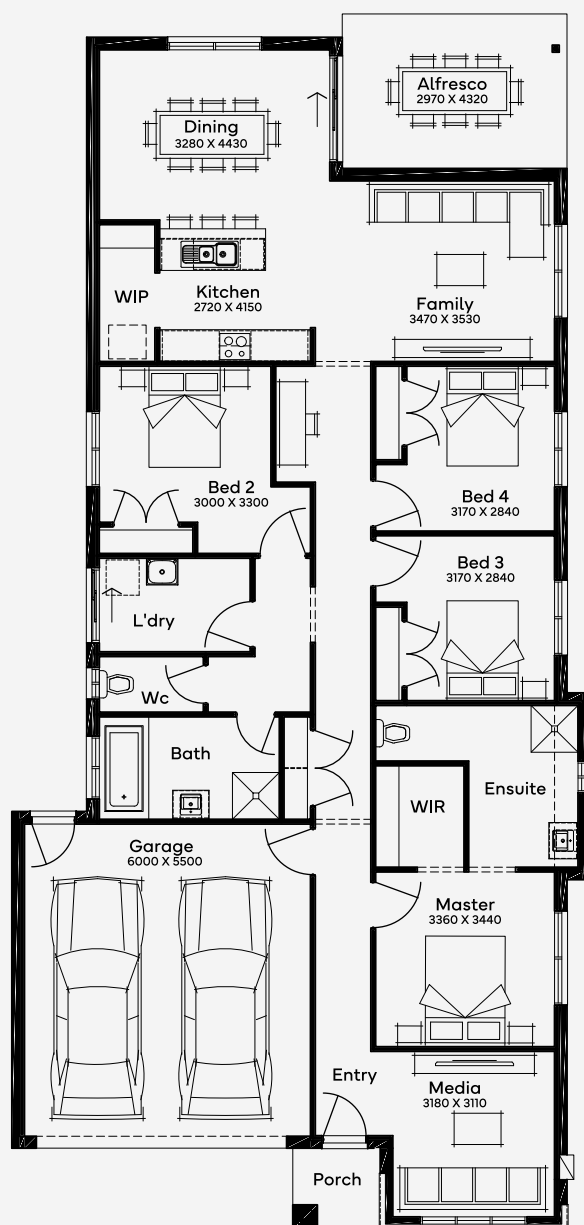 Alfresco
2970 X 4320
Dining
3280 X 4430
WIP
Kitchen
2720 X 4150
Family
3470 X 3530
Bed 2
3000 X 3300
Bed 4
3170 X 2840
Bed 3
3170 X 2840
L'dry
Wc
Bath
Ensuite
WIR
Garage
6000 X 5500
Master
3360 X 3440
Entry
Media
3180 X 3110
Porch